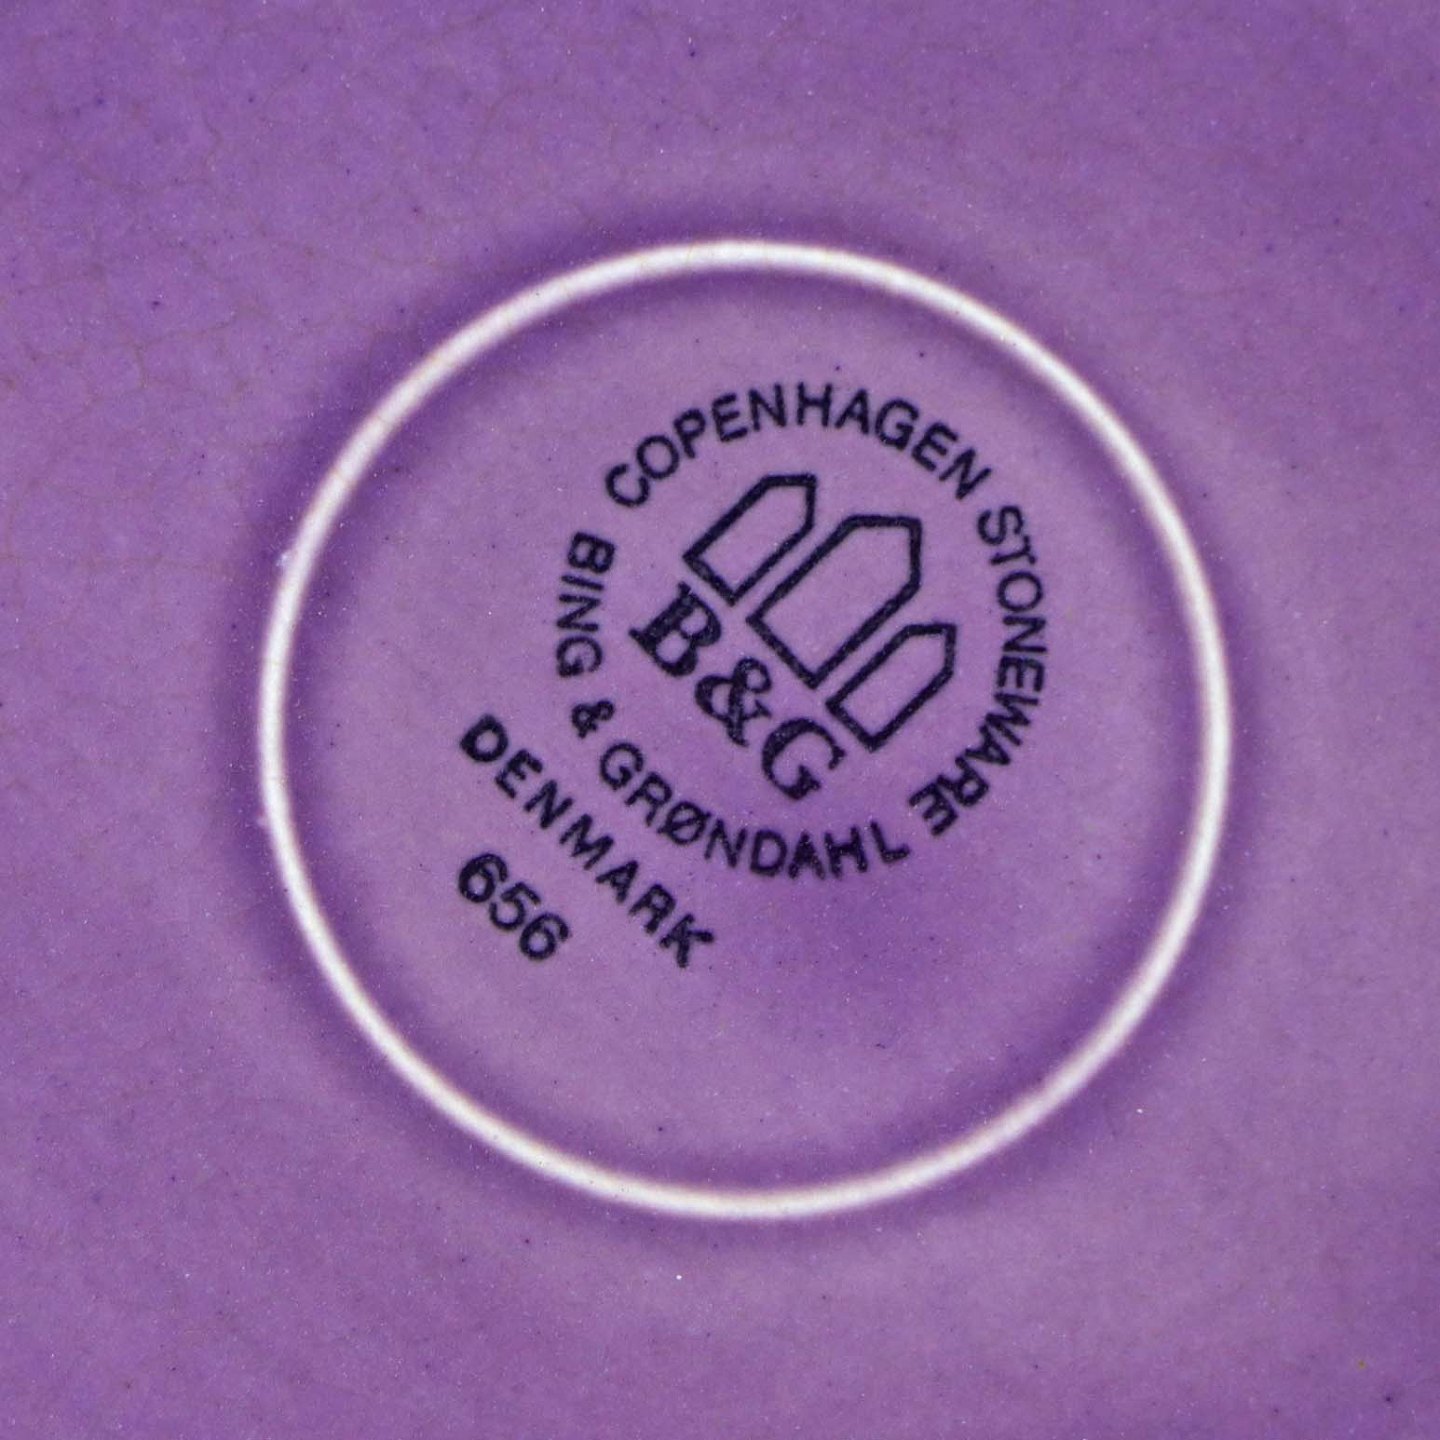 COPENHAGEN STONEWARE
B&G
BING & GRØNDAHL
DENMARK
656